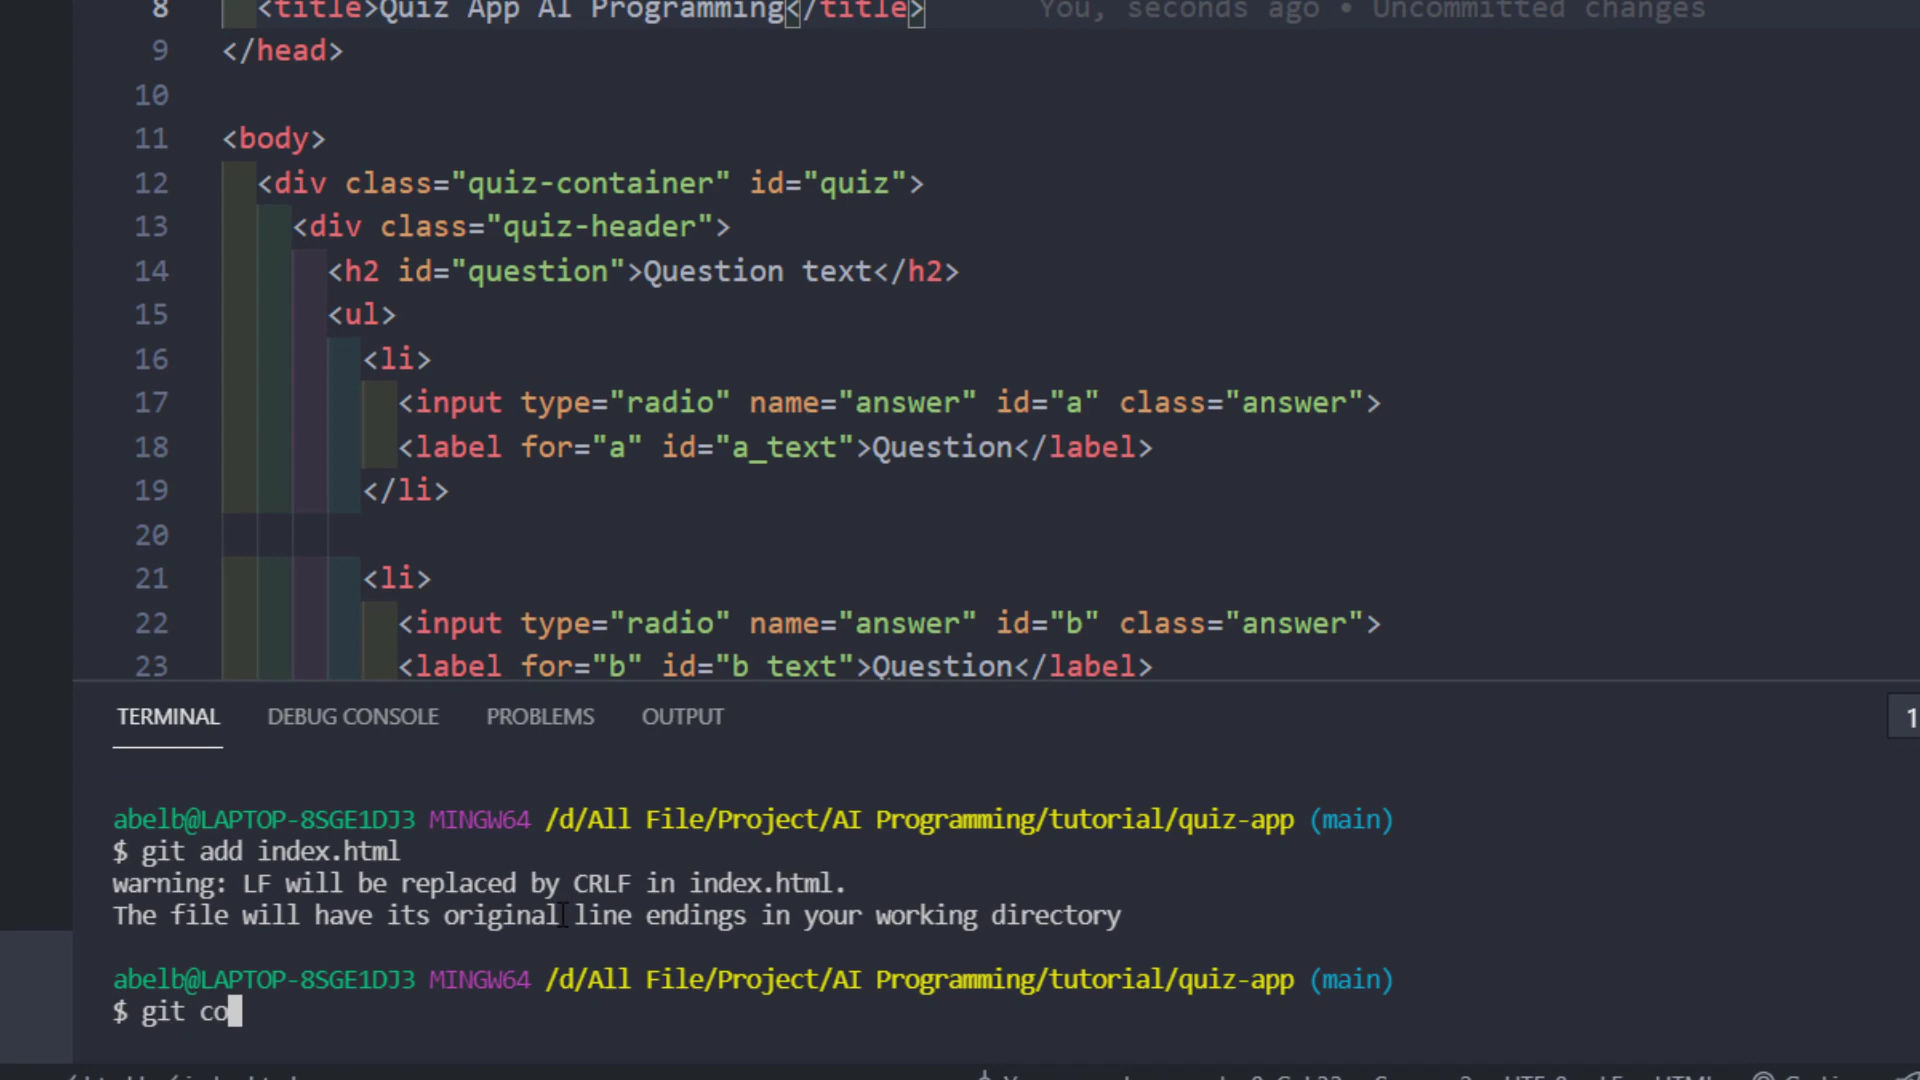 8 <title>Quiz App AI Programming</title> You, seconds ago • Uncommitted changes
9 </head>
10
11 <body>
12 <div class="quiz-container" id="quiz">
13 <div class="quiz-header">
14 <h2 id="question">Question text</h2>
15 <ul>
16 <li>
17 <input type="radio" name="answer" id="a" class="answer">
18 <label for="a" id="a_text">Question</label>
19 </li>
20
21 <li>
22 <input type="radio" name="answer" id="b" class="answer">
23 <label for="b" id="b text">Question</label>
TERMINAL DEBUG CONSOLE PROBLEMS OUTPUT 1
abelb@LAPTOP-8SGE1DJ3 MINGW64 /d/All File/Project/AI Programming/tutorial/quiz-app (main)
$ git add index.html
warning: LF will be replaced by CRLF in index.html.
The file will have its original line endings in your working directory
abelb@LAPTOP-8SGE1DJ3 MINGW64 /d/All File/Project/AI Programming/tutorial/quiz-app (main)
$ git co